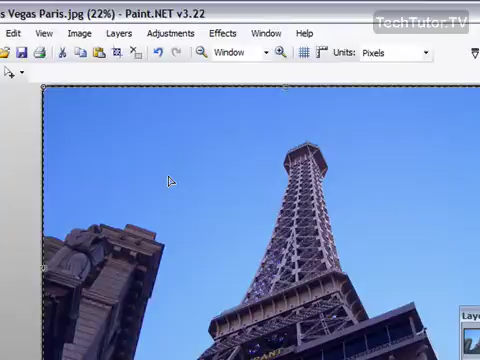 s Vegas Paris.jpg (22%) - Paint.NET v3.22
TechTutor.TV
Edit View Image Layers Adjustments Effects Window Help
Window Units: Pixels
Laye